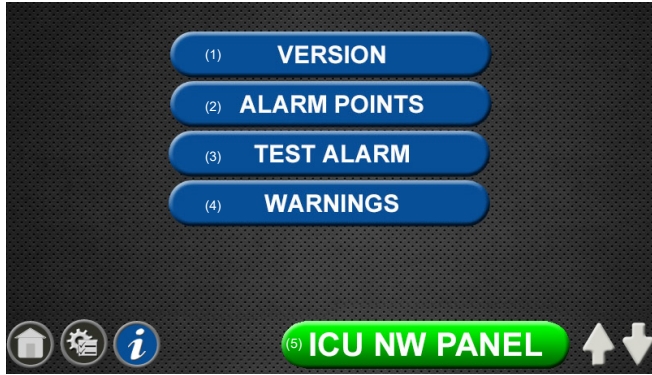 (1) VERSION
(2) ALARM POINTS
(3) TEST ALARM
(4) WARNINGS
i
(5) ICU NW PANEL